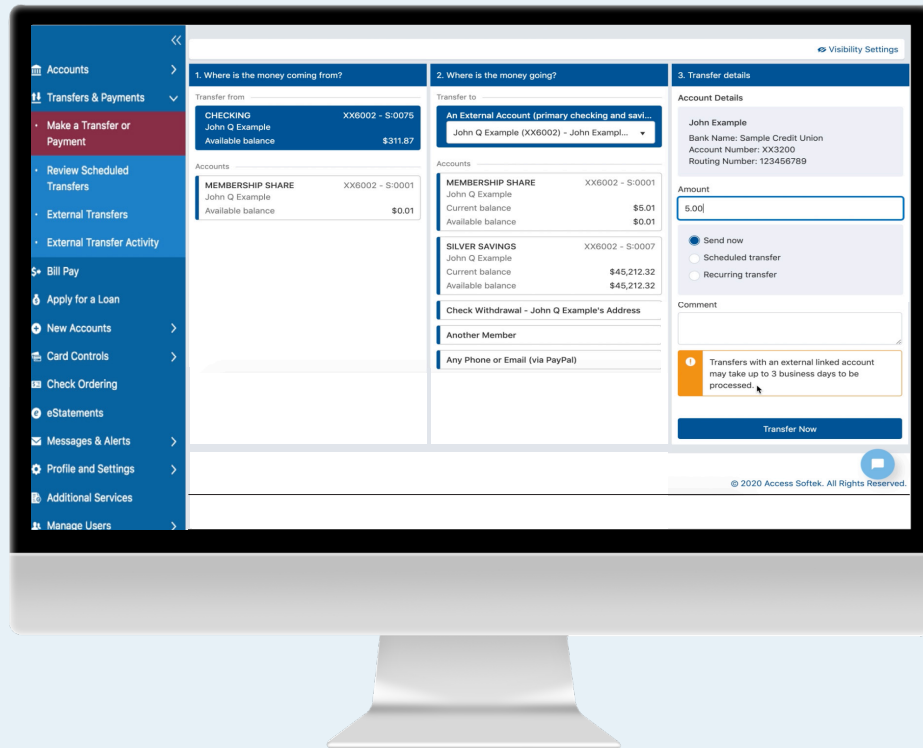 Visibility Settings
Accounts
Transfers & Payments
Make a Transfer or
Payment
Review Scheduled
Transfers
External Transfers
External Transfer Activity
Bill Pay
Apply for a Loan
New Accounts
Card Controls
Check Ordering
eStatements
Messages & Alerts
Profile and Settings
Additional Services
Manage Users
1. Where is the money coming from?
Transfer from
CHECKING XX6002 - S:0075
John Q Example
Available balance $311.87
Accounts
MEMBERSHIP SHARE XX6002 - S:0001
John Q Example
Available balance $0.01
2. Where is the money going?
Transfer to
An External Account (primary checking and savi...
John Q Example (XX6002) - John Exampl...
Accounts
MEMBERSHIP SHARE XX6002 - S:0001
John Q Example
Current balance $5.01
Available balance $0.01
SILVER SAVINGS XX6002 - S:0007
John Q Example
Current balance $45,212.32
Available balance $45,212.32
Check Withdrawal - John Q Example's Address
Another Member
Any Phone or Email (via PayPal)
3. Transfer details
Account Details
John Example
Bank Name: Sample Credit Union
Account Number: XX3200
Routing Number: 123456789
Amount
5.00
Send now
Scheduled transfer
Recurring transfer
Comment
Transfers with an external linked account
may take up to 3 business days to be
processed.
Transfer Now
© 2020 Access Softek. All Rights Reserved.